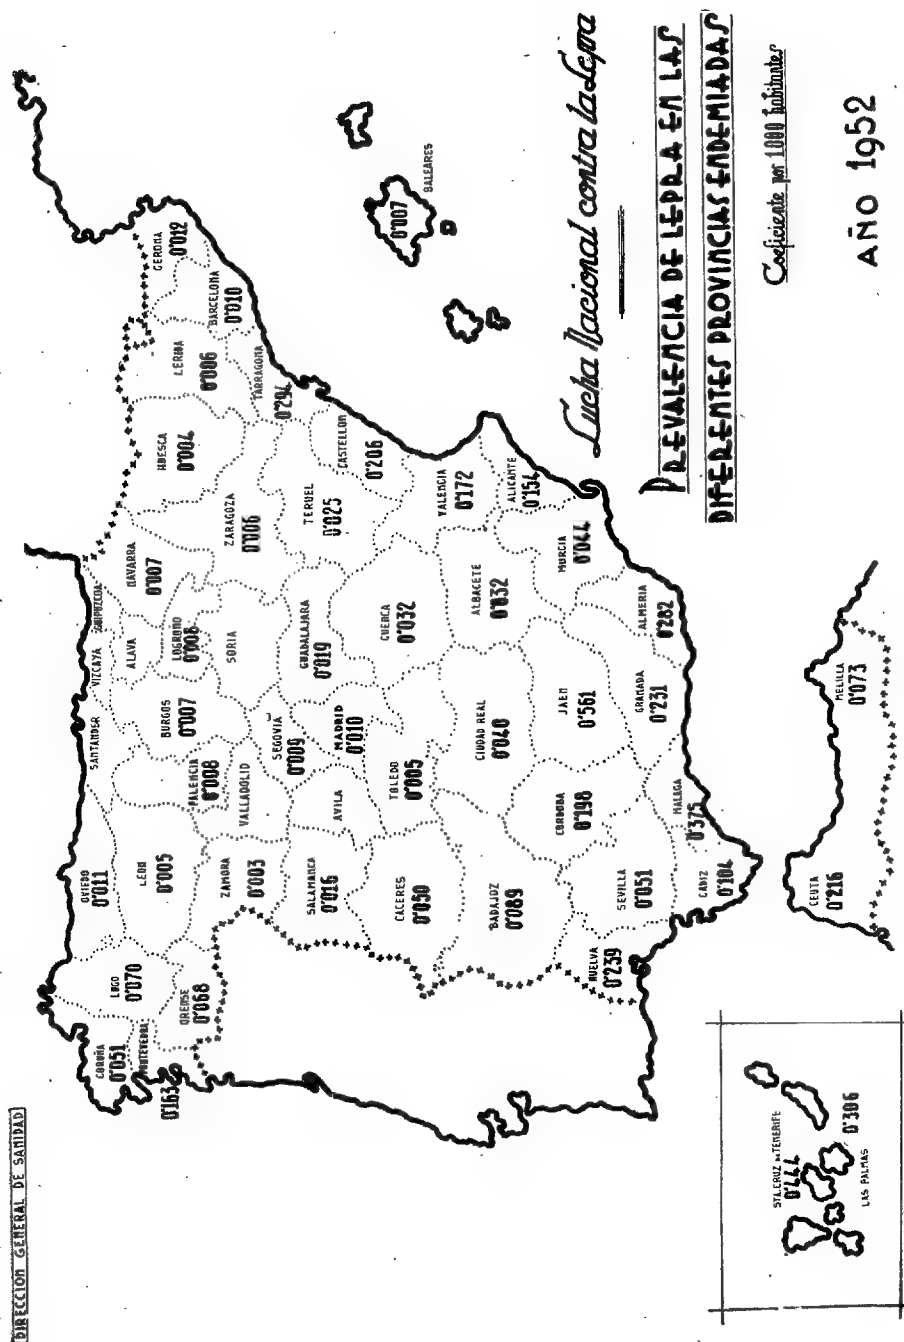 DIRECCION GENERAL DE SANIDAD
Lucha Nacional contra la Lepra
PREVALENCIA DE LEPRA EN LAS
DIFERENTES PROVINCIAS ENDEMIADAS
Coeficiente por 1000 habitantes
AÑO 1952
CORUÑA
0'051
LUGO
0'070
PONTEVEDRA
0'163
ORENSE
0'068
OVIEDO
0'011
LEON
0'005
ZAMORA
0'003
SALAMANCA
0'016
SANTANDER
PALENCIA
0'008
VALLADOLID
AVILA
BURGOS
0'007
SEGOVIA
0'009
MADRID
0'010
VIZCAYA
GUIPUZCOA
ALAVA
NAVARRA
0'007
LOGROÑO
0'008
SORIA
GUADALAJARA
0'019
HUESCA
0'004
ZARAGOZA
0'006
TERUEL
0'025
LERIDA
0'006
GERONA
0'012
BARCELONA
0'010
TARRAGONA
0'294
CASTELLON
0'206
VALENCIA
0'172
ALICANTE
0'154
CUENCA
0'032
TOLEDO
0'005
CACERES
0'050
BADAJOZ
0'089
CIUDAD REAL
0'040
ALBACETE
0'032
MURCIA
0'044
HUELVA
0'239
SEVILLA
0'051
CORDOBA
0'198
JAEN
0'561
GRANADA
0'231
ALMERIA
0'282
MALAGA
0'375
CADIZ
0'104
BALEARES
0'007
CEUTA
0'216
MELILLA
0'073
STA. CRUZ DE TENERIFE
0'444
LAS PALMAS
0'306